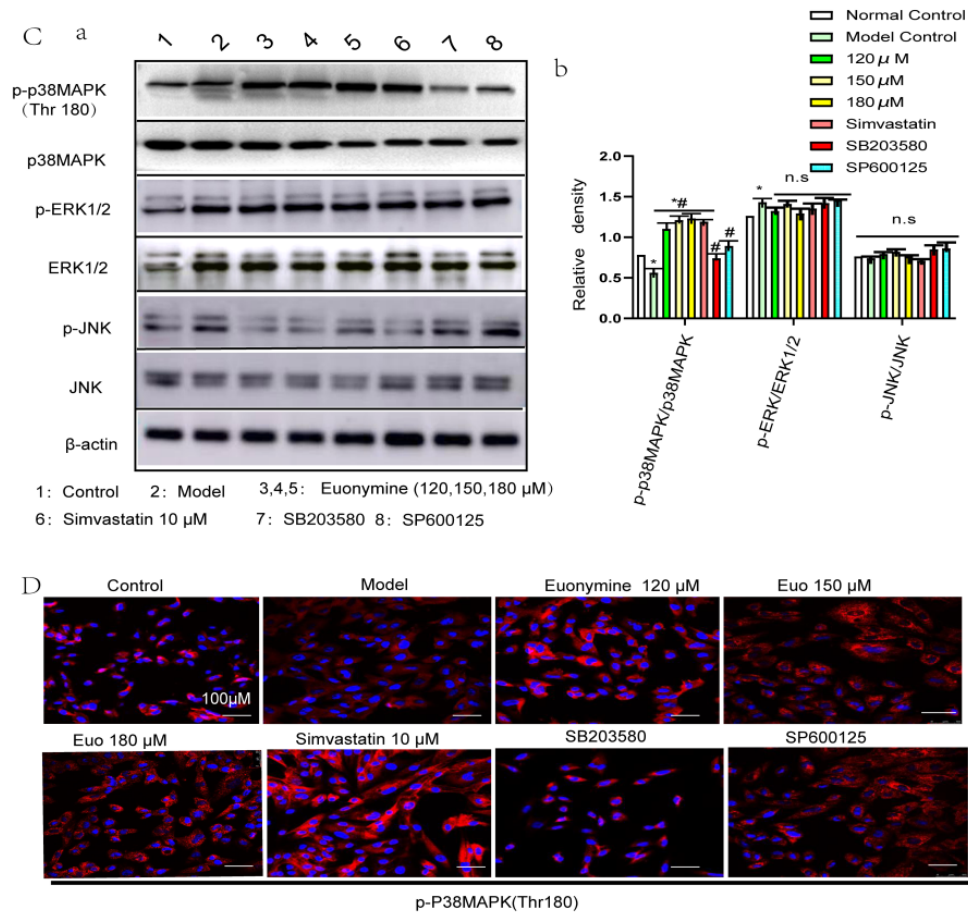 C a
1 2 3 4 5 6 7 8
p-p38MAPK
(Thr 180)
p38MAPK
p-ERK1/2
ERK1/2
p-JNK
JNK
β-actin
1: Control 2: Model 3,4,5: Euonymine (120,150,180 μM)
6: Simvastatin 10 μM 7: SB203580 8: SP600125
b
Normal Control
Model Control
120 μ M
150 μM
180 μM
Simvastatin
SB203580
SP600125
Relative density
2.0
1.5
1.0
0.5
0.0
*
*#
#
#
*
n.s
n.s
p-p38MAPK/p38MAPK
p-ERK/ERK1/2
p-JNK/JNK
D
Control Model Euonymine 120 μM Euo 150 μM
100μM
Euo 180 μM Simvastatin 10 μM SB203580 SP600125
p-P38MAPK(Thr180)